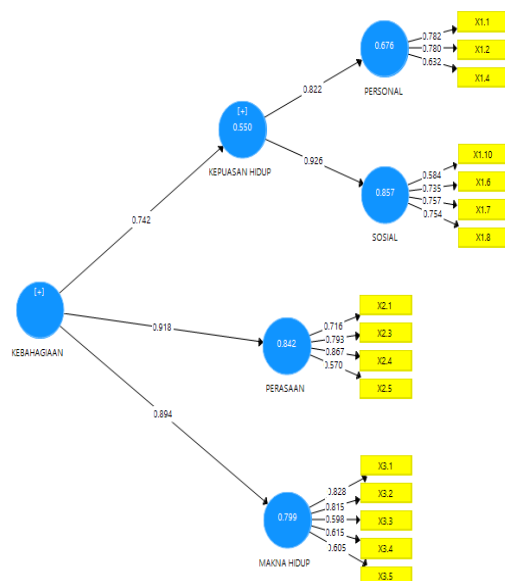 X1.1
0.782
0.676
0.780
X1.2
0.632
X1.4
0.822
PERSONAL
[+]
0.550
KEPUASAN HIDUP
0.926
0.584
X1.10
0.735
X1.6
0.857
0.757
X1.7
0.754
X1.8
SOSIAL
0.742
[+]
KEBAHAGIAAN
0.918
0.716
X2.1
0.793
X2.3
0.842
0.867
X2.4
0.570
X2.5
PERASAAN
0.894
0.828
X3.1
0.815
X3.2
0.799
0.598
X3.3
0.615
X3.4
0.605
X3.5
MAKNA HIDUP